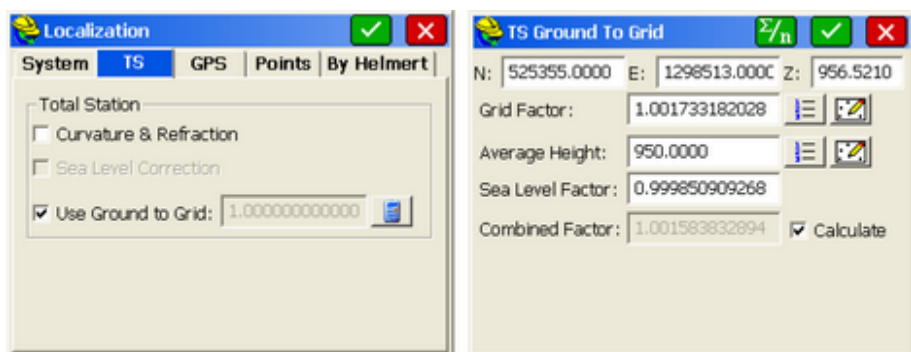 Localization
System TS GPS Points By Helmert
Total Station
Curvature & Refraction
Sea Level Correction
Use Ground to Grid: 1.000000000000
TS Ground To Grid Σ/n
N: 525355.0000 E: 1298513.000C Z: 956.5210
Grid Factor: 1.001733182028
Average Height: 950.0000
Sea Level Factor: 0.999850909268
Combined Factor: 1.001583832894 Calculate